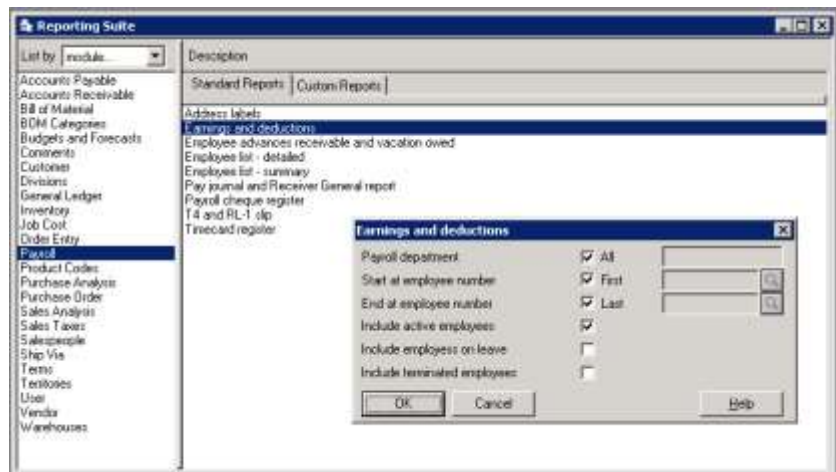 Reporting Suite
List by module...
Accounts Payable
Accounts Receivable
Bill of Material
BOM Categories
Budgets and Forecasts
Comments
Customer
Divisions
General Ledger
Inventory
Job Cost
Order Entry
Payroll
Product Codes
Purchase Analysis
Purchase Order
Sales Analysis
Sales Taxes
Salespeople
Ship Via
Terms
Territories
User
Vendor
Warehouses
Description
Standard Reports Custom Reports
Address labels
Earnings and deductions
Employee advances receivable and vacation owed
Employee list - detailed
Employee list - summary
Pay journal and Receiver General report
Payroll cheque register
T4 and RL-1 slip
Timecard register
Earnings and deductions
Payroll department All
Start at employee number First
End at employee number Last
Include active employees
Include employess on leave
Include terminated employees
OK Cancel Help